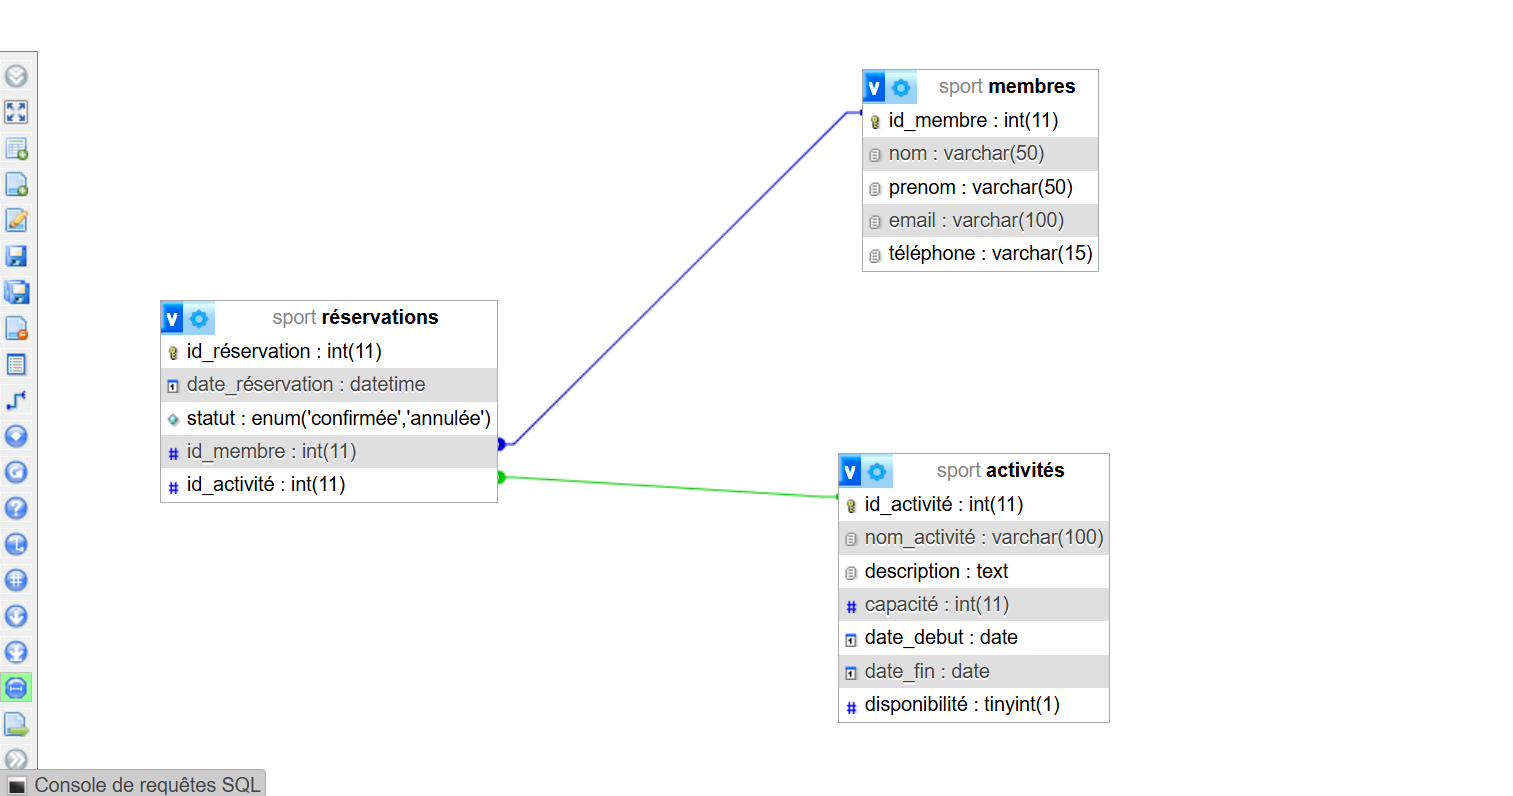 v sport membres
id_membre : int(11)
nom : varchar(50)
prenom : varchar(50)
email : varchar(100)
téléphone : varchar(15)
v sport réservations
id_réservation : int(11)
date_réservation : datetime
statut : enum('confirmée','annulée')
id_membre : int(11)
id_activité : int(11)
v sport activités
id_activité : int(11)
nom_activité : varchar(100)
description : text
capacité : int(11)
date_debut : date
date_fin : date
disponibilité : tinyint(1)
Console de requêtes SQL